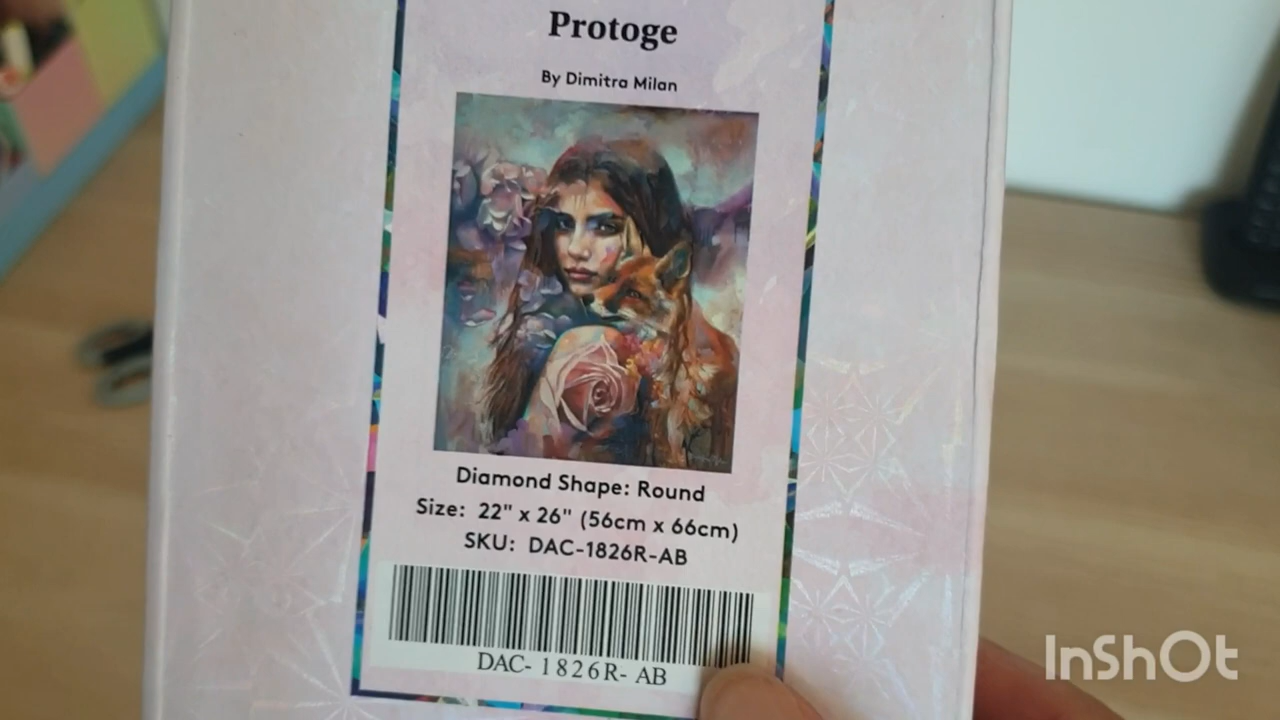 Protoge
By Dimitra Milan
Diamond Shape: Round
Size: 22" x 26" (56cm x 66cm)
SKU: DAC-1826R-AB
DAC- 1826R- AB
InShOt